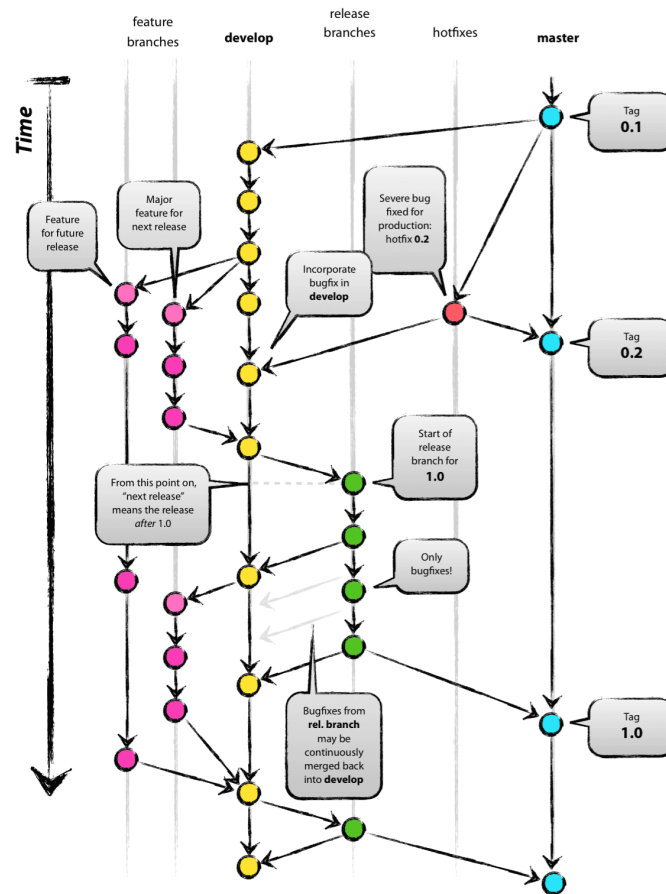 feature
branches
develop
release
branches
hotfixes
master
Time
Tag
0.1
Major
feature for
next release
Feature
for future
release
Severe bug
fixed for
production:
hotfix 0.2
Incorporate
bugfix in
develop
Tag
0.2
Start of
release
branch for
1.0
From this point on,
“next release”
means the release
after 1.0
Only
bugfixes!
Bugfixes from
rel. branch
may be
continuously
merged back
into develop
Tag
1.0